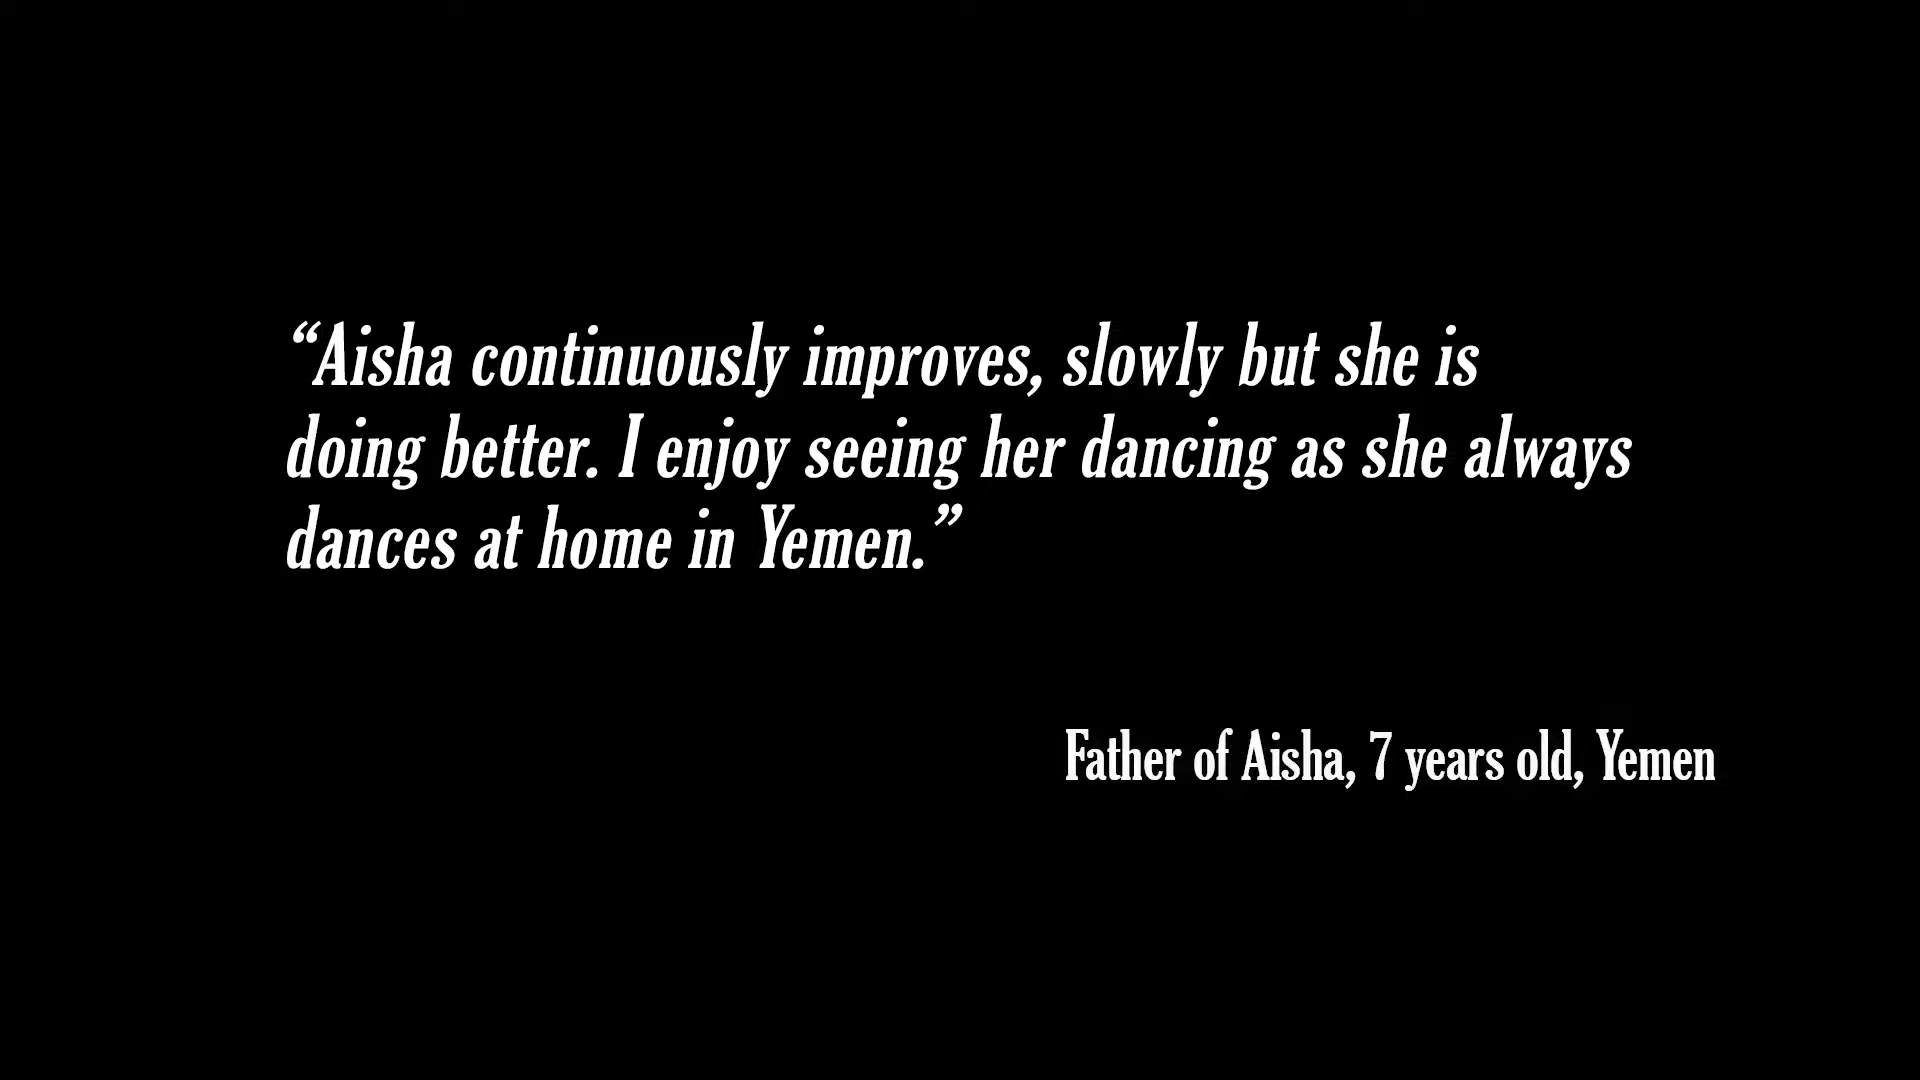 “Aisha continuously improves, slowly but she is
doing better. I enjoy seeing her dancing as she always
dances at home in Yemen.”
Father of Aisha, 7 years old, Yemen